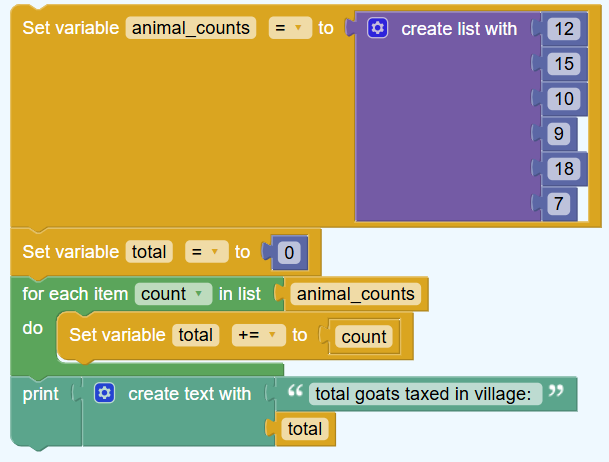 Set variable animal_counts = to create list with 12
15
10
9
18
7
Set variable total = to 0
for each item count in list animal_counts
do Set variable total += to count
print create text with “ total goats taxed in village: ”
total